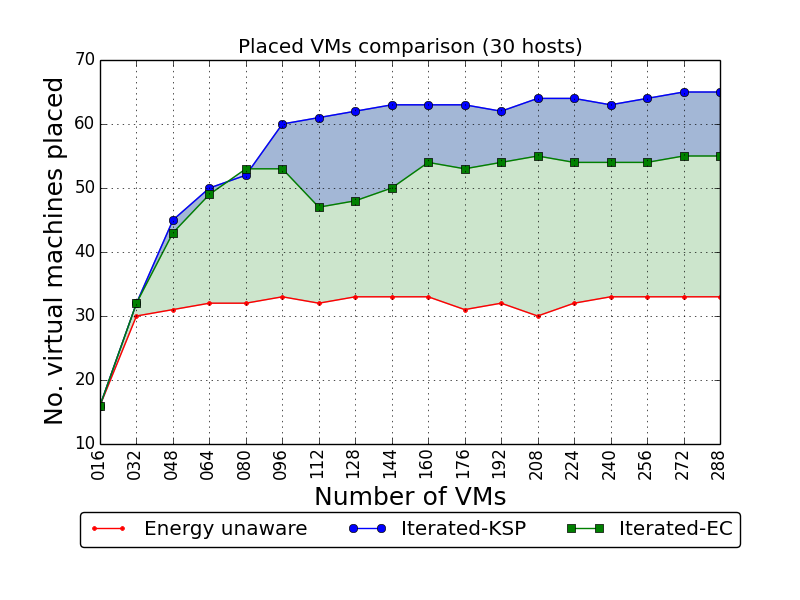 Placed VMs comparison (30 hosts)
No. virtual machines placed
70
60
50
40
30
20
10
016 032 048 064 080 096 112 128 144 160 176 192 208 224 240 256 272 288
Number of VMs
Energy unaware Iterated-KSP Iterated-EC